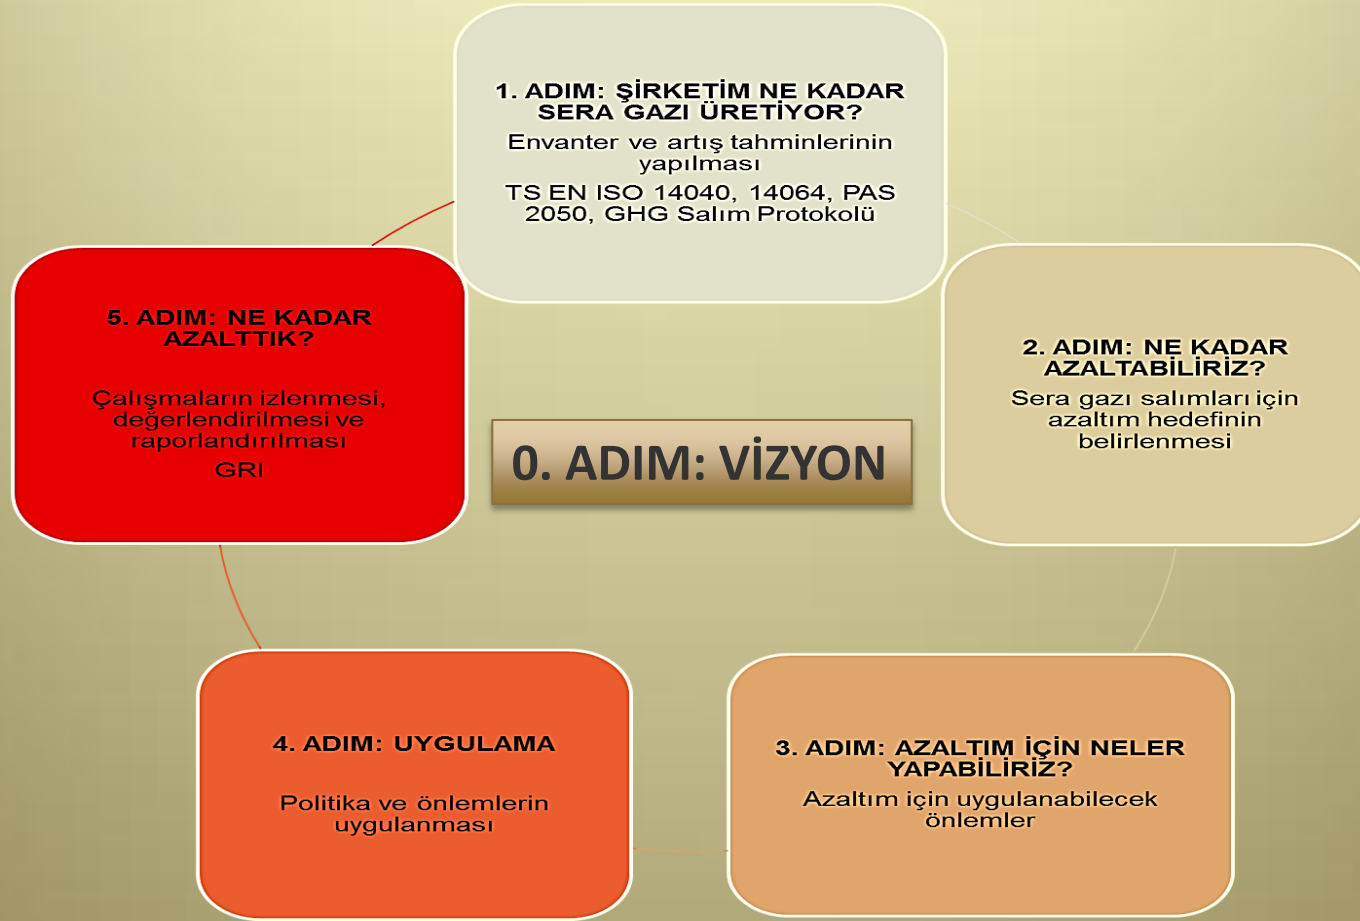 1. ADIM: ŞİRKETİM NE KADAR
SERA GAZI ÜRETİYOR?
Envanter ve artış tahminlerinin
yapılması
TS EN ISO 14040, 14064, PAS
2050, GHG Salım Protokolü
2. ADIM: NE KADAR
AZALTABİLİRİZ?
Sera gazı salımları için
azaltım hedefinin
belirlenmesi
3. ADIM: AZALTIM İÇİN NELER
YAPABİLİRİZ?
Azaltım için uygulanabilecek
önlemler
4. ADIM: UYGULAMA
Politika ve önlemlerin
uygulanması
5. ADIM: NE KADAR
AZALTTIK?
Çalışmaların izlenmesi,
değerlendirilmesi ve
raporlandırılması
GRI
0. ADIM: VİZYON